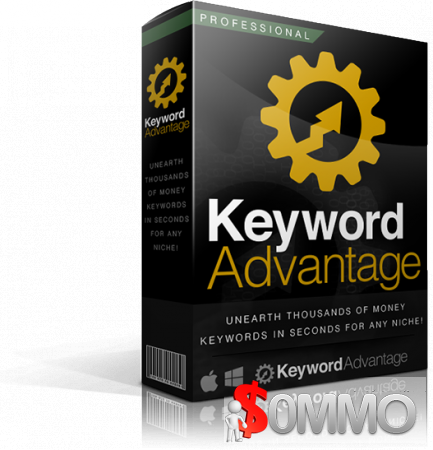 PROFESSIONAL
Keyword
Advantage
UNEARTH
THOUSANDS
OF MONEY
KEYWORDS
IN SECONDS
FOR ANY
NICHE!
Keyword
Advantage
UNEARTH THOUSANDS OF MONEY
KEYWORDS IN SECONDS FOR ANY NICHE!
KeywordAdvantage
$0MMO